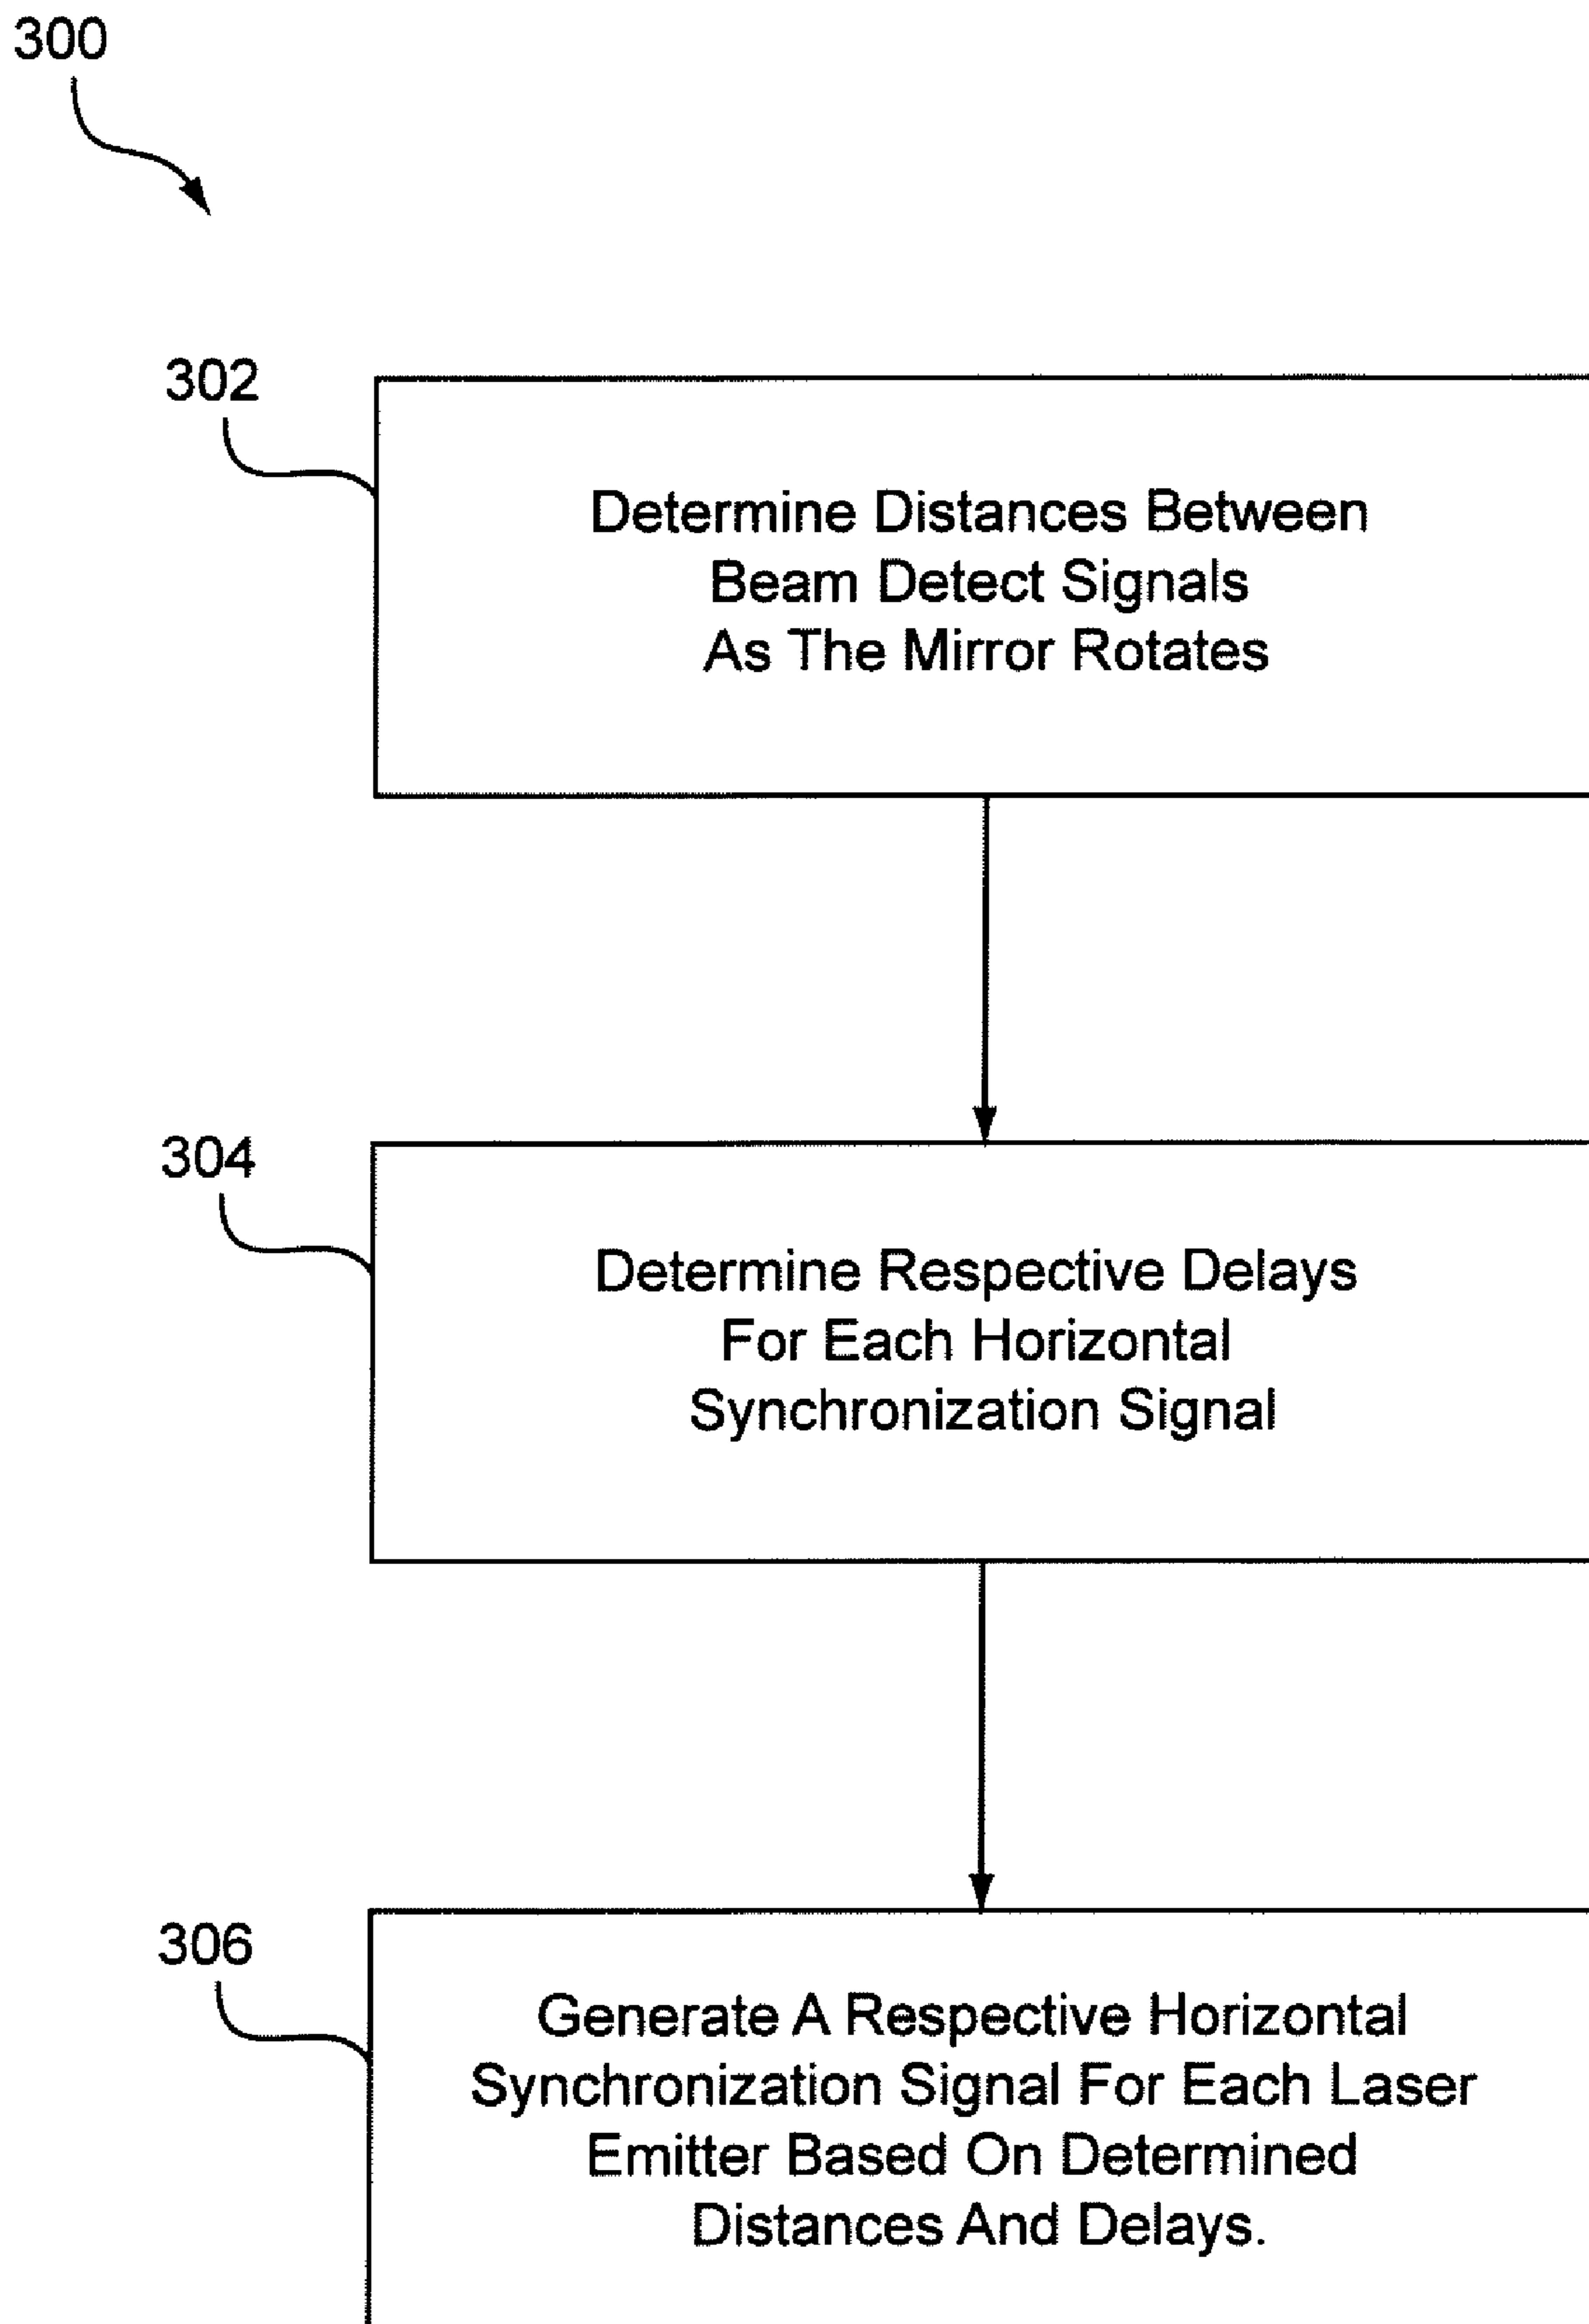 300
302
Determine Distances Between
Beam Detect Signals
As The Mirror Rotates
304
Determine Respective Delays
For Each Horizontal
Synchronization Signal
306
Generate A Respective Horizontal
Synchronization Signal For Each Laser
Emitter Based On Determined
Distances And Delays.